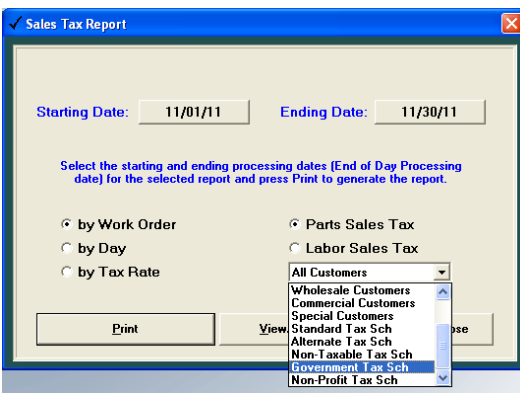 Sales Tax Report
Starting Date: 11/01/11 Ending Date: 11/30/11
Select the starting and ending processing dates (End of Day Processing
date) for the selected report and press Print to generate the report.
by Work Order Parts Sales Tax
by Day Labor Sales Tax
by Tax Rate All Customers
Wholesale Customers
Commercial Customers
Special Customers
Standard Tax Sch
Alternate Tax Sch
Non-Taxable Tax Sch
Government Tax Sch
Non-Profit Tax Sch
Print View